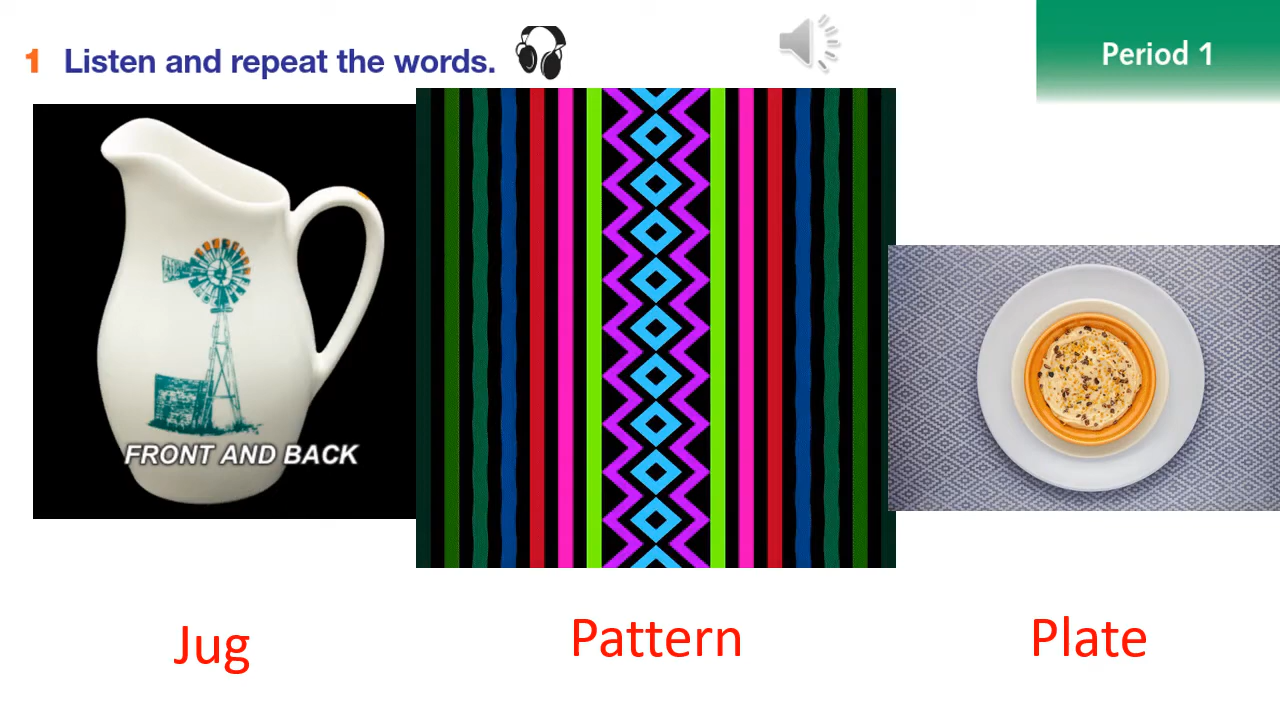 1 Listen and repeat the words.
Period 1
FRONT AND BACK
Jug
Pattern
Plate